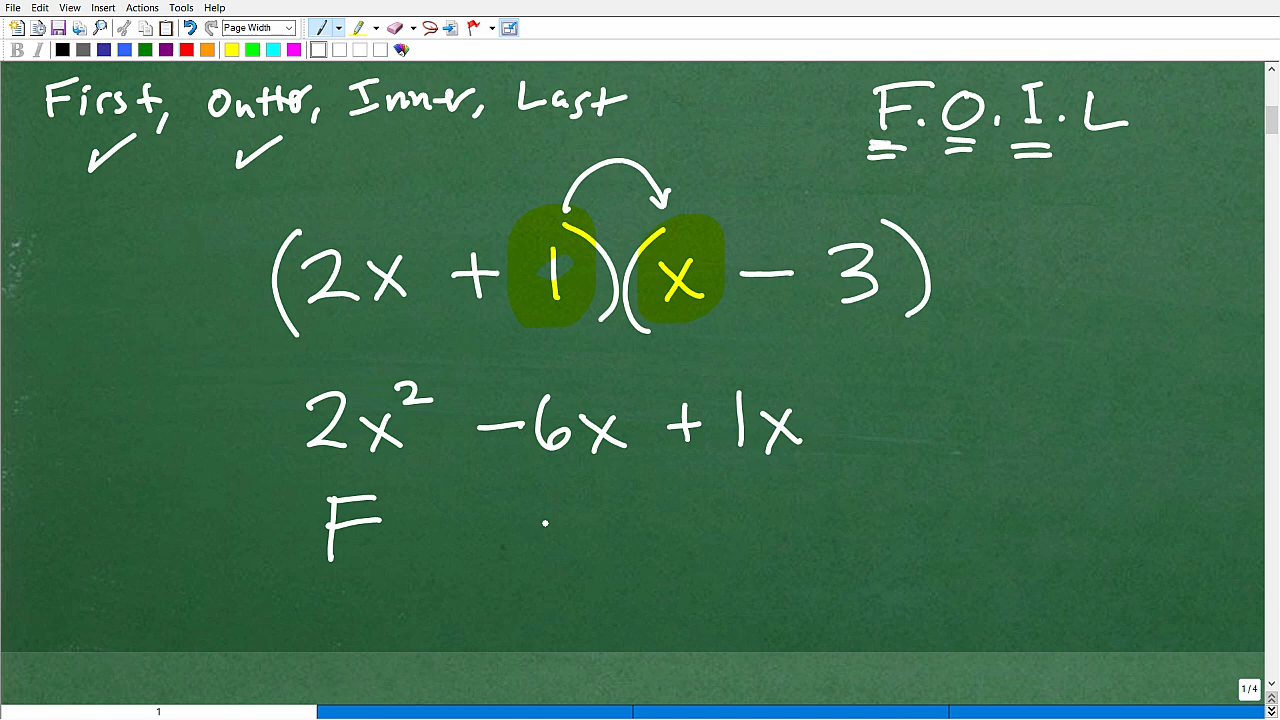 File Edit View Insert Actions Tools Help
Page Width
B I
First, Outter, Inner, Last
F.O.I.L
(2x + 1)(x - 3)
2x² - 6x + 1x
F
1/4
1